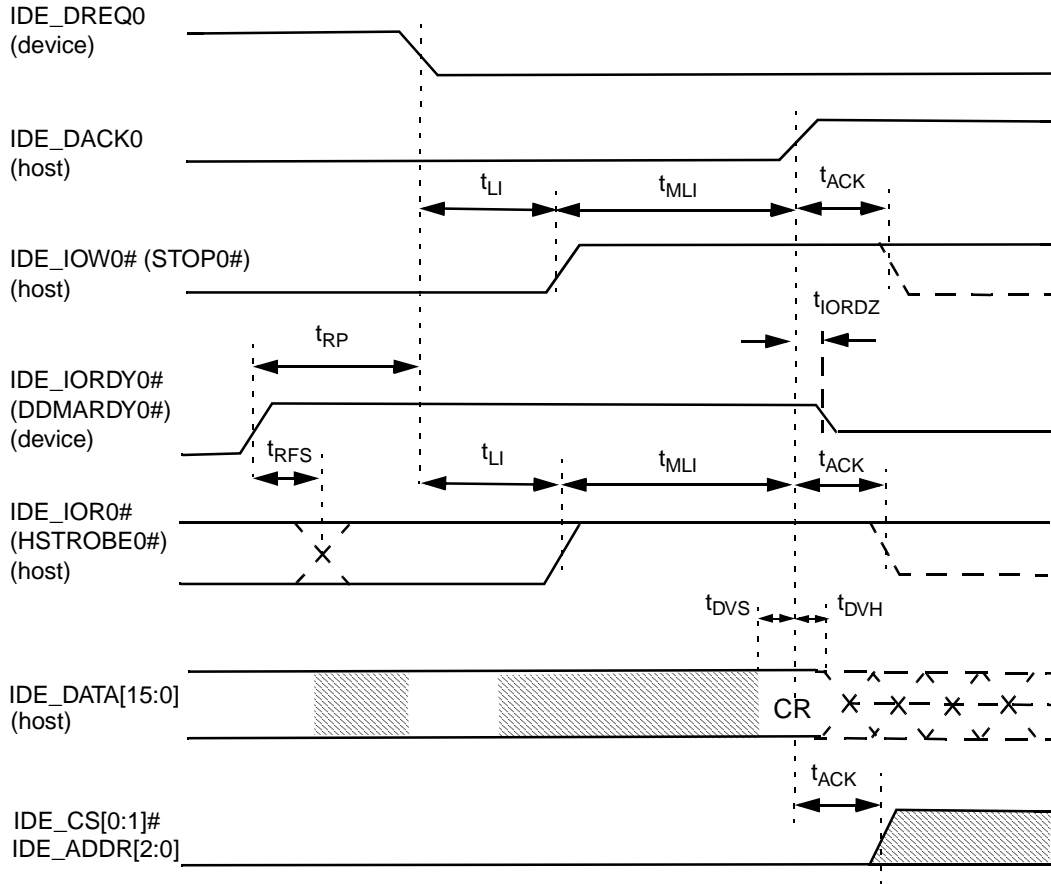 IDE_DREQ0
(device)
IDE_DACK0
(host)
tLI
tMLI
tACK
IDE_IOW0# (STOP0#)
(host)
tIORDZ
tRP
IDE_IORDY0#
(DDMARDY0#)
(device)
tRFS
tLI
tMLI
tACK
IDE_IOR0#
(HSTROBE0#)
(host)
tDVS
tDVH
IDE_DATA[15:0]
(host)
CR
tACK
IDE_CS[0:1]#
IDE_ADDR[2:0]